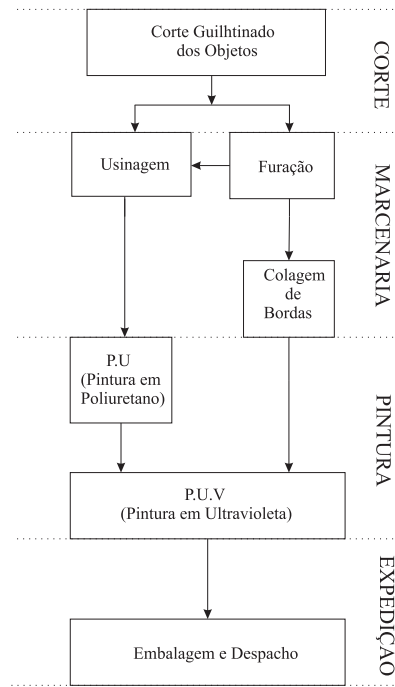 Corte Guilhtinado
dos Objetos
CORTE
Usinagem
Furação
MARCENARIA
Colagem
de
Bordas
P.U
(Pintura em
Poliuretano)
PINTURA
P.U.V
(Pintura em Ultravioleta)
EXPEDIÇAO
Embalagem e Despacho